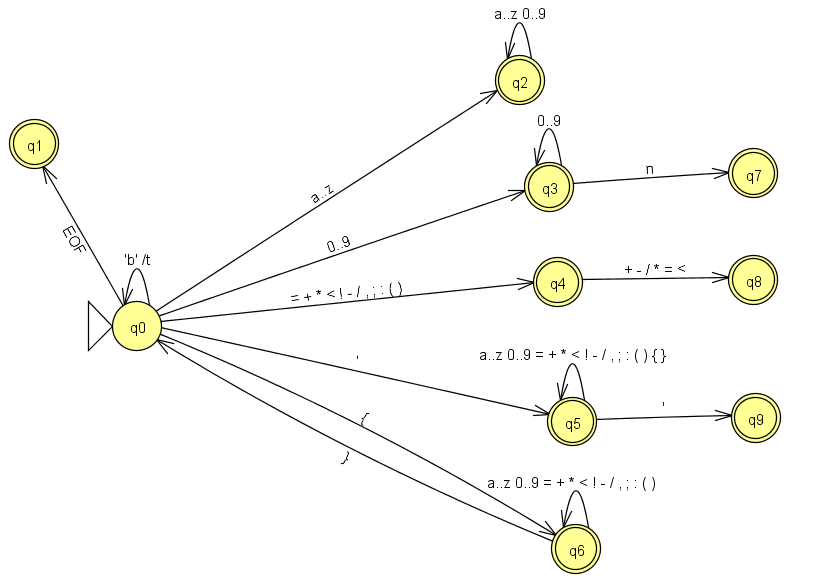 a..z 0..9
q2
0..9
q1
q3
n
q7
a..z
EOF
0..9
'b' /t
= + * < ! - / , ; : ( )
q4
+ - / * = <
q8
q0
'
a..z 0..9 = + * < ! - / , ; : ( ) { }
q5
'
q9
{
}
a..z 0..9 = + * < ! - / , ; : ( )
q6